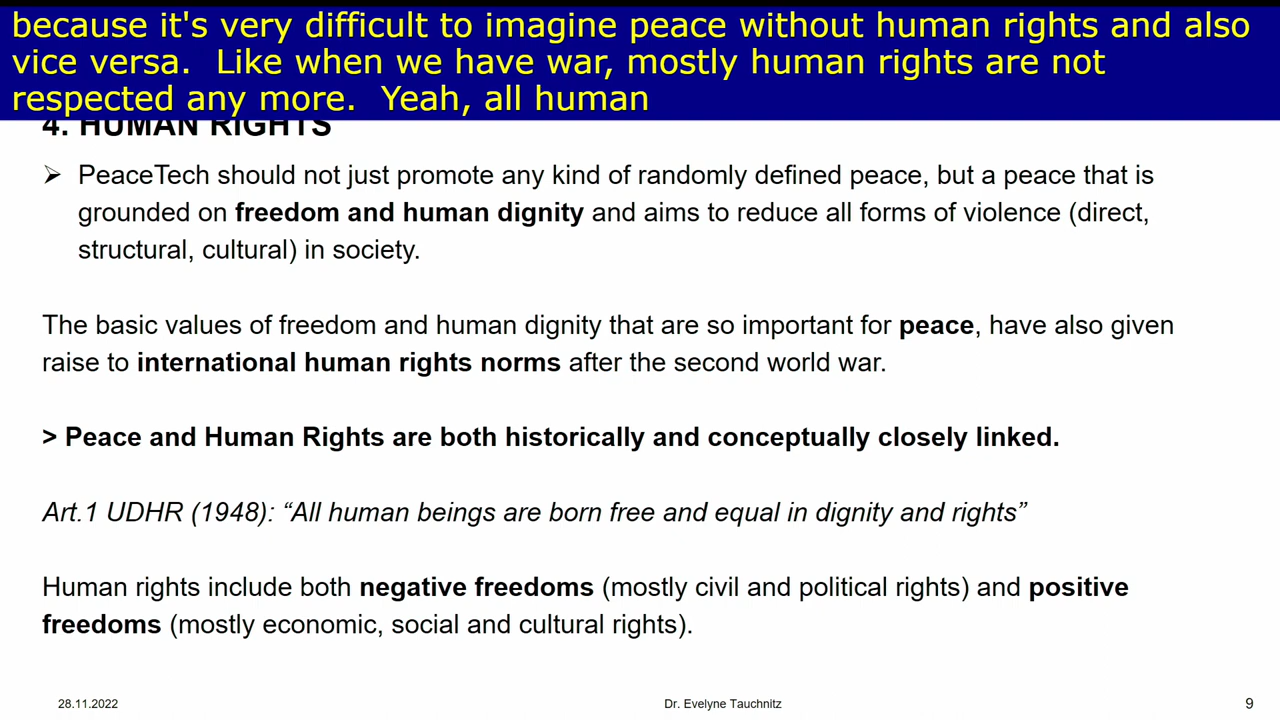 because it's very difficult to imagine peace without human rights and also
vice versa.  Like when we have war, mostly human rights are not
respected any more.  Yeah, all human
4. HUMAN RIGHTS
➢ PeaceTech should not just promote any kind of randomly defined peace, but a peace that is
grounded on freedom and human dignity and aims to reduce all forms of violence (direct,
structural, cultural) in society.
The basic values of freedom and human dignity that are so important for peace, have also given
raise to international human rights norms after the second world war.
> Peace and Human Rights are both historically and conceptually closely linked.
Art.1 UDHR (1948): “All human beings are born free and equal in dignity and rights”
Human rights include both negative freedoms (mostly civil and political rights) and positive
freedoms (mostly economic, social and cultural rights).
28.11.2022
Dr. Evelyne Tauchnitz
9